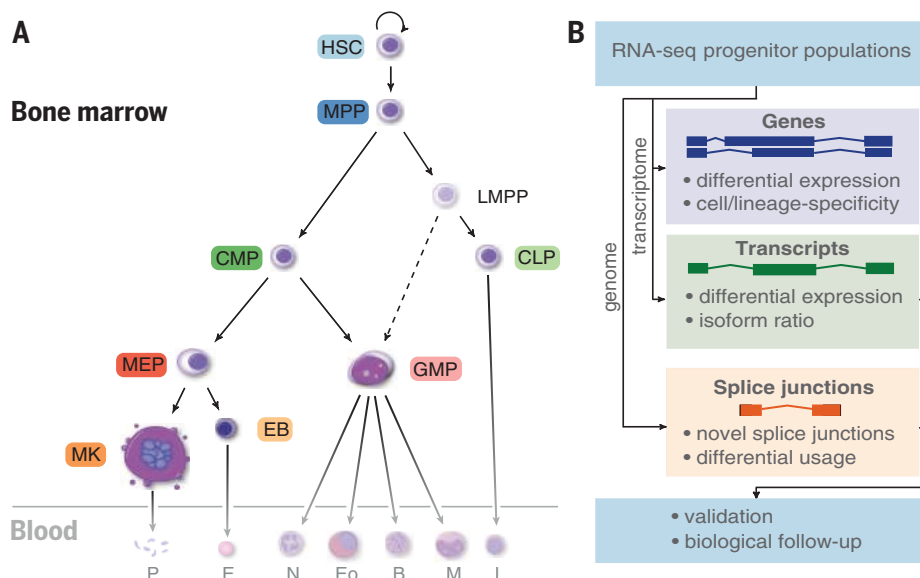 A
HSC
Bone marrow
MPP
LMPP
CMP
CLP
MEP
GMP
EB
MK
Blood
P
E
N
Eo
B
M
L
B
RNA-seq progenitor populations
genome
transcriptome
Genes
• differential expression
• cell/lineage-specificity
Transcripts
• differential expression
• isoform ratio
Splice junctions
• novel splice junctions
• differential usage
• validation
• biological follow-up